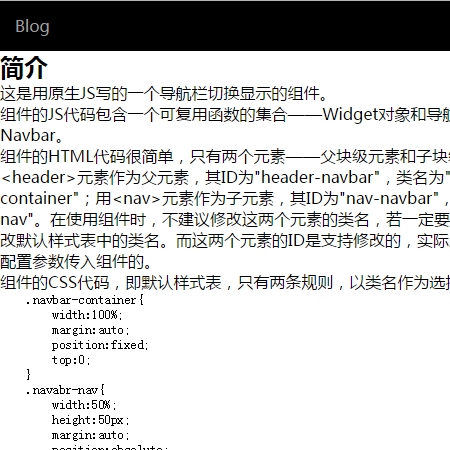 Blog
简介
这是用原生JS写的一个导航栏切换显示的组件。
组件的JS代码包含一个可复用函数的集合——Widget对象和导航
Navbar。
组件的HTML代码很简单，只有两个元素——父块级元素和子块
<header>元素作为父元素，其ID为"header-navbar"，类名为"
container"；用<nav>元素作为子元素，其ID为"nav-navbar"，
nav"。在使用组件时，不建议修改这两个元素的类名，若一定要
改默认样式表中的类名。而这两个元素的ID是支持修改的，实际
配置参数传入组件的。
组件的CSS代码，即默认样式表，只有两条规则，以类名作为选
.navbar-container{
width:100%;
margin:auto;
position:fixed;
top:0;
}
.navabr-nav{
width:50%;
height:50px;
margin:auto;
position:absolute;